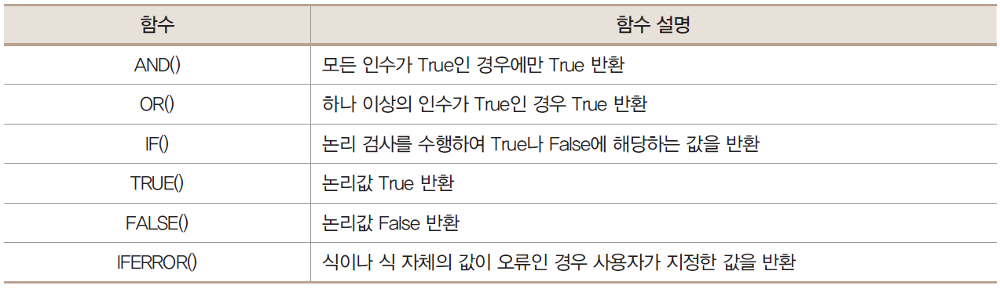 함수 함수 설명
AND() 모든 인수가 True인 경우에만 True 반환
OR() 하나 이상의 인수가 True인 경우 True 반환
IF() 논리 검사를 수행하여 True나 False에 해당하는 값을 반환
TRUE() 논리값 True 반환
FALSE() 논리값 False 반환
IFERROR() 식이나 식 자체의 값이 오류인 경우 사용자가 지정한 값을 반환